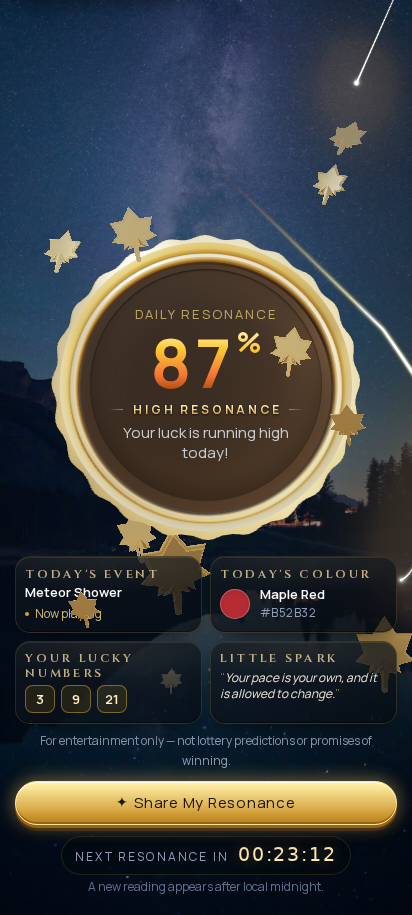 DAILY RESONANCE
87%
HIGH RESONANCE
Your luck is running high
today!
TODAY'S EVENT
Meteor Shower
• Now playing
TODAY'S COLOUR
Maple Red
#B52B32
YOUR LUCKY
NUMBERS
3 9 21
LITTLE SPARK
"Your pace is your own, and it
is allowed to change."
For entertainment only — not lottery predictions or promises of
winning.
✦ Share My Resonance
NEXT RESONANCE IN 00:23:12
A new reading appears after local midnight.